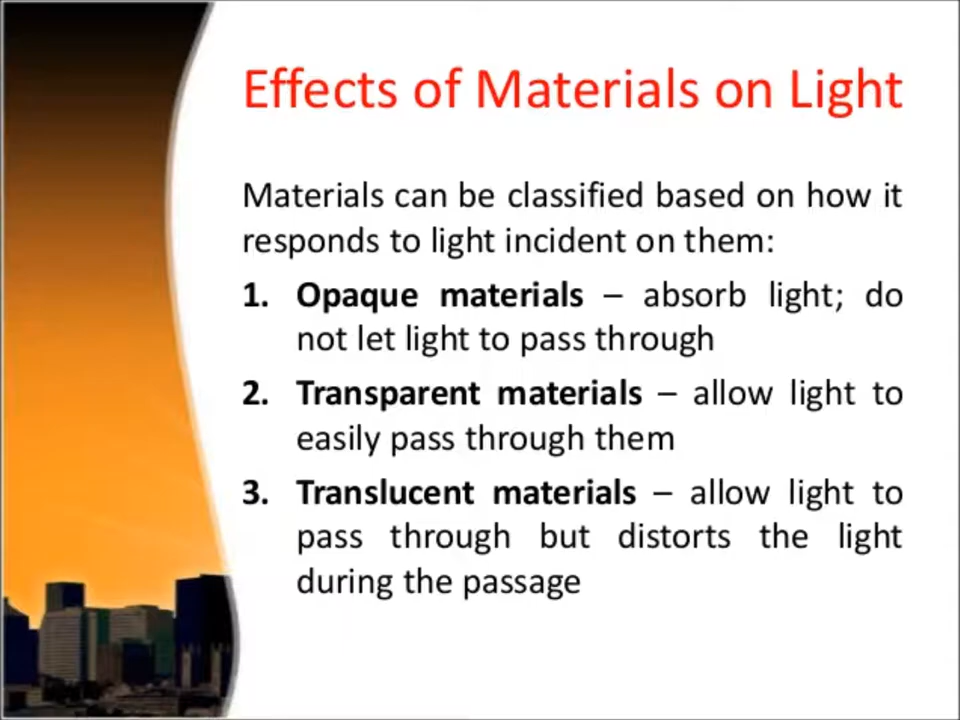 Effects of Materials on Light
Materials can be classified based on how it
responds to light incident on them:
1. Opaque materials – absorb light; do
not let light to pass through
2. Transparent materials – allow light to
easily pass through them
3. Translucent materials – allow light to
pass through but distorts the light
during the passage